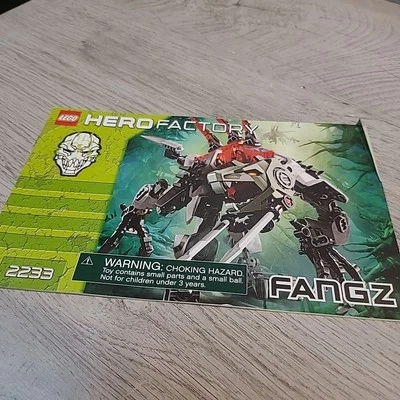 LEGO HERO FACTORY
⚠ WARNING: CHOKING HAZARD.
Toy contains small parts and a small ball.
Not for children under 3 years.
2233
FANGZ